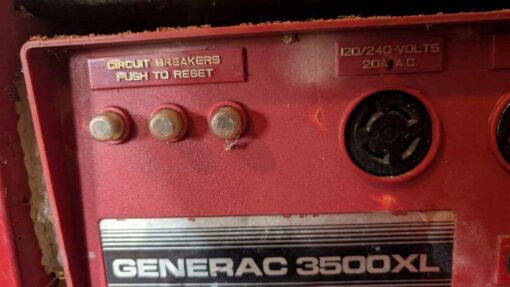 CIRCUIT BREAKERS
PUSH TO RESET
120/240-VOLTS
20A. A.C.
GENERAC 3500XL